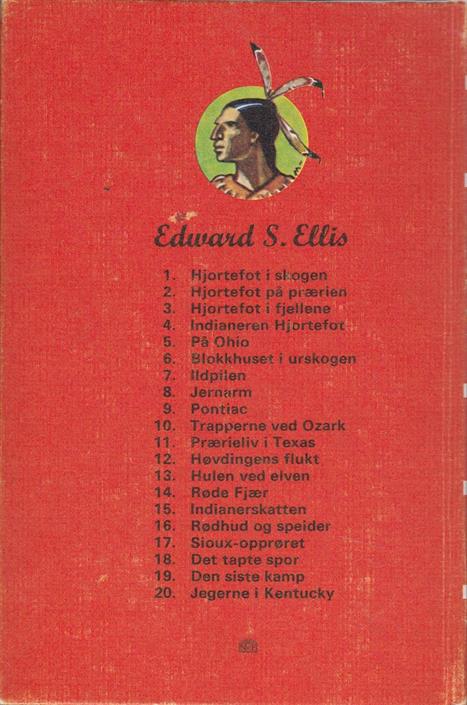 Edward S. Ellis
1. Hjortefot i skogen
2. Hjortefot på prærien
3. Hjortefot i fjellene
4. Indianeren Hjortefot
5. På Ohio
6. Blokkhuset i urskogen
7. Ildpilen
8. Jernarm
9. Pontiac
10. Trapperne ved Ozark
11. Prærieliv i Texas
12. Høvdingens flukt
13. Hulen ved elven
14. Røde Fjær
15. Indianerskatten
16. Rødhud og speider
17. Sioux-opprøret
18. Det tapte spor
19. Den siste kamp
20. Jegerne i Kentucky